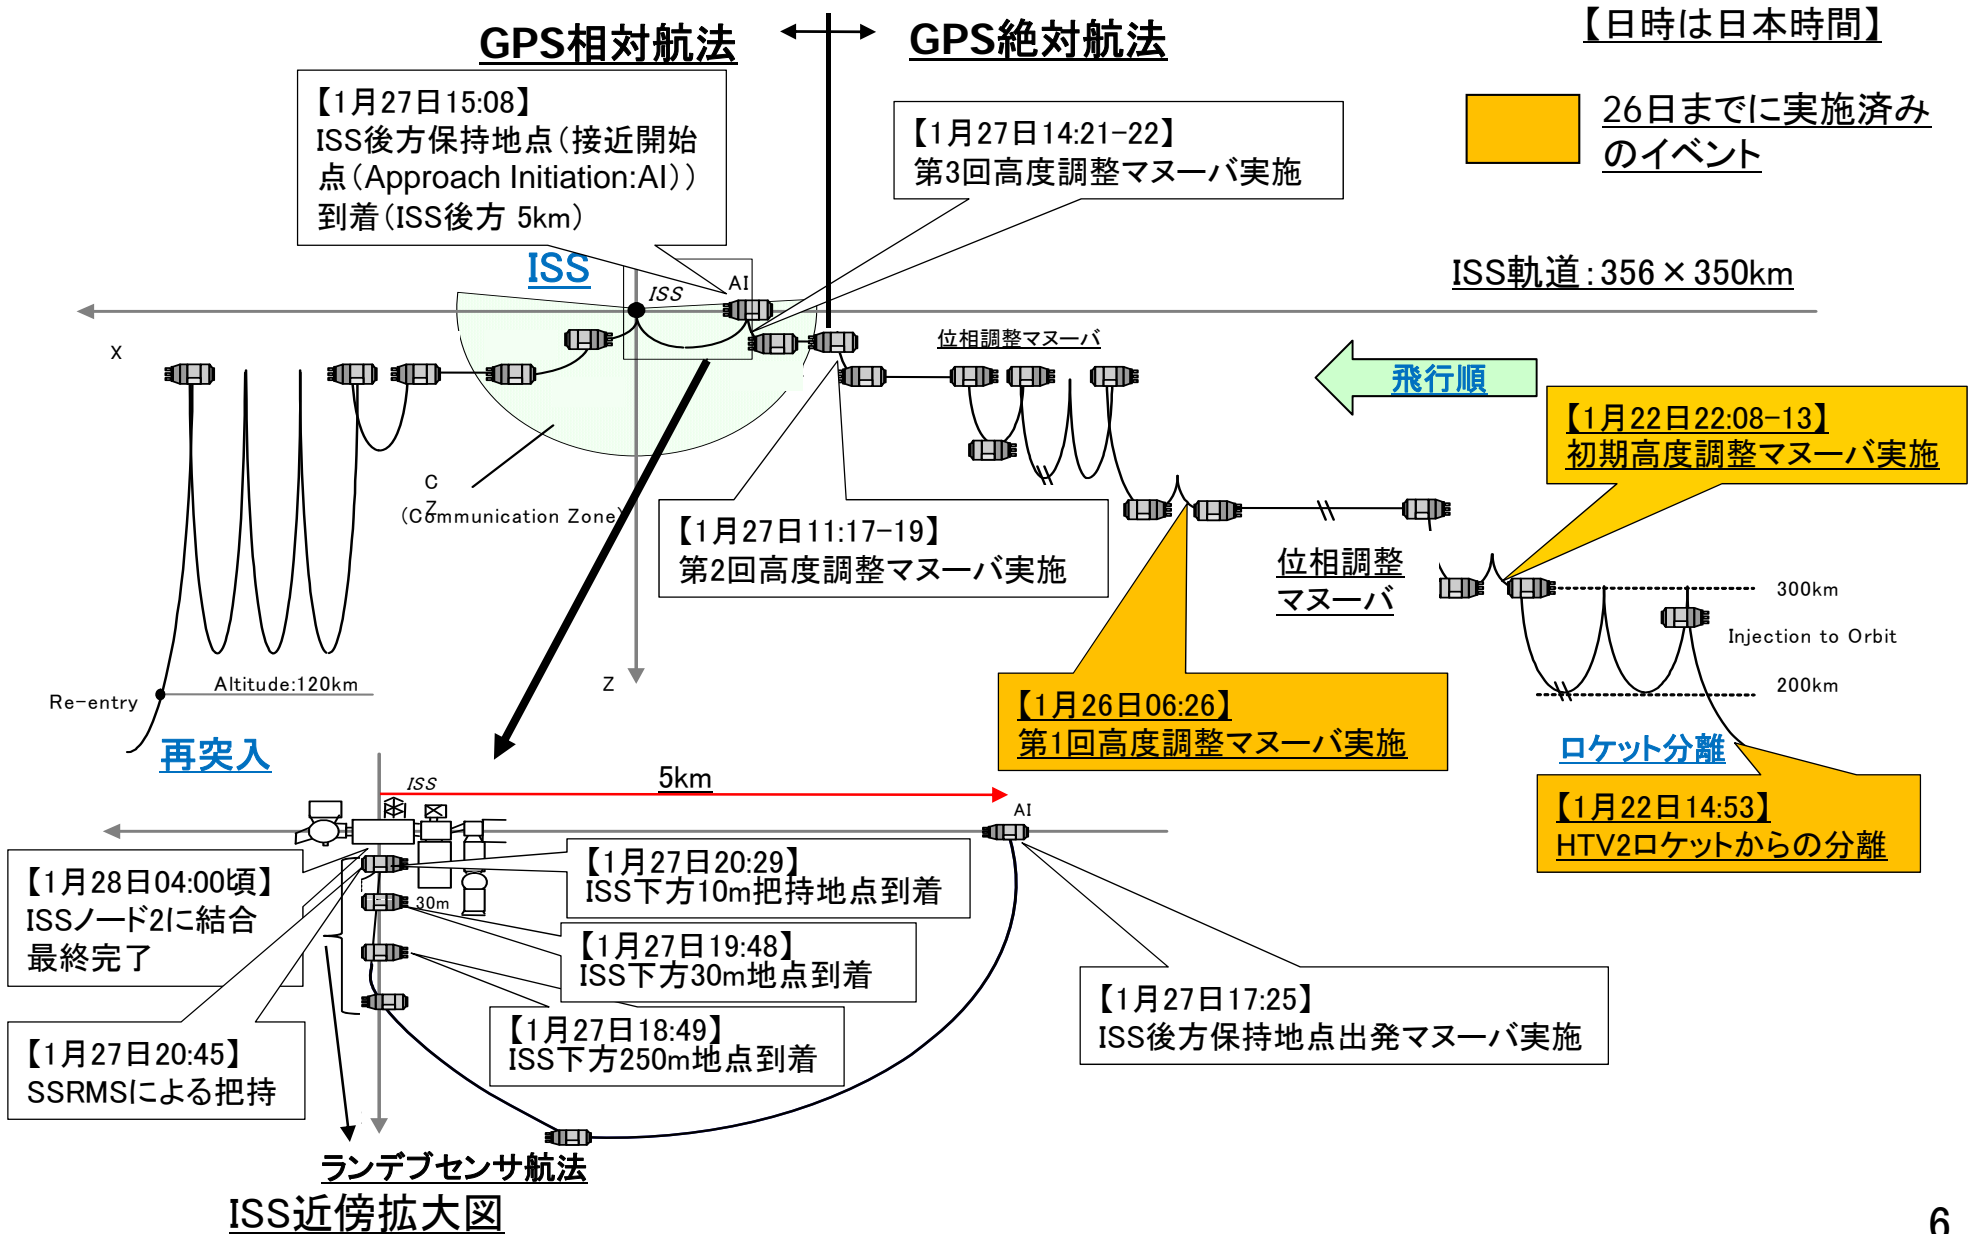 GPS相対航法
GPS絶対航法
【日時は日本時間】
26日までに実施済み
のイベント
【1月27日15:08】
ISS後方保持地点(接近開始
点(Approach Initiation:AI))
到着(ISS後方 5km)
【1月27日14:21-22】
第3回高度調整マヌーバ実施
ISS
ISS
AI
ISS軌道:356×350km
X
位相調整マヌーバ
飛行順
【1月22日22:08-13】
初期高度調整マヌーバ実施
C
Z
(Communication Zone)
【1月27日11:17-19】
第2回高度調整マヌーバ実施
位相調整
マヌーバ
300km
Injection to Orbit
200km
Altitude:120km
Re-entry
Z
再突入
【1月26日06:26】
第1回高度調整マヌーバ実施
ロケット分離
【1月22日14:53】
HTV2ロケットからの分離
ISS
5km
AI
【1月28日04:00頃】
ISSノード2に結合
最終完了
【1月27日20:29】
ISS下方10m把持地点到着
30m
【1月27日19:48】
ISS下方30m地点到着
【1月27日18:49】
ISS下方250m地点到着
【1月27日17:25】
ISS後方保持地点出発マヌーバ実施
【1月27日20:45】
SSRMSによる把持
ランデブセンサ航法
ISS近傍拡大図
6